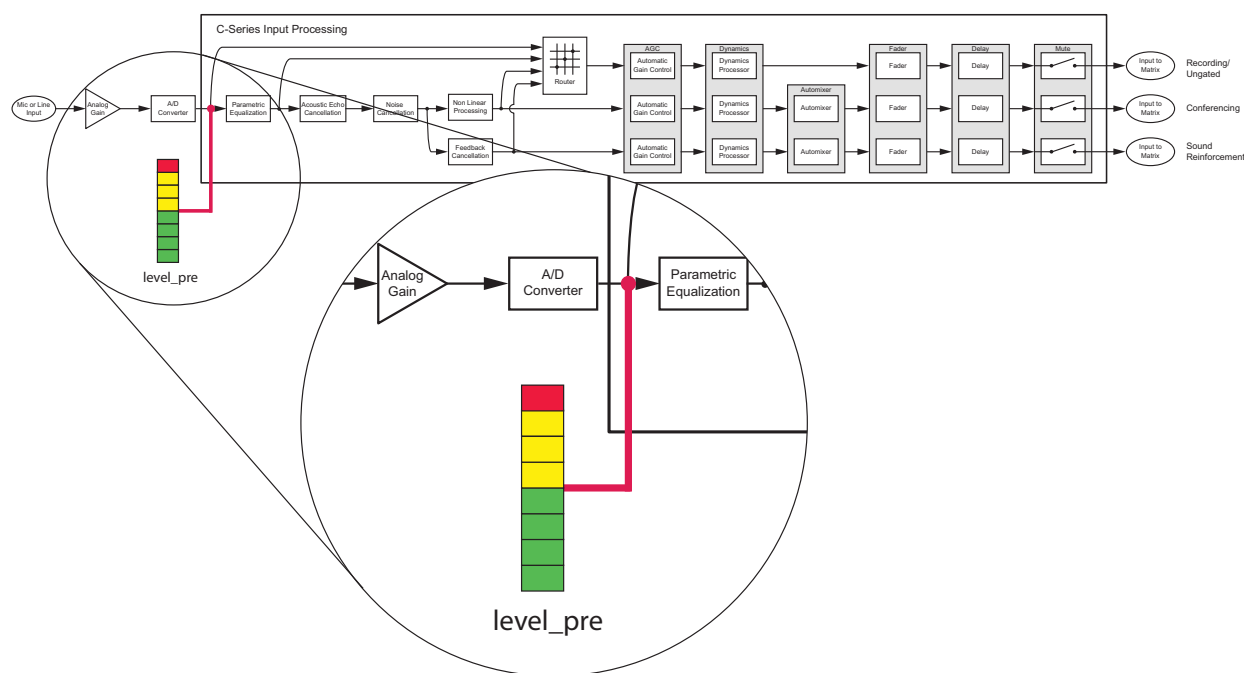 C-Series Input Processing
Mic or Line
Input
Analog
Gain
A/D
Converter
Parametric
Equalization
Acoustic Echo
Cancellation
Noise
Cancellation
Non Linear
Processing
Feedback
Cancellation
Router
AGC
Automatic
Gain Control
Automatic
Gain Control
Automatic
Gain Control
Dynamics
Dynamics
Processor
Dynamics
Processor
Dynamics
Processor
Automixer
Automixer
Automixer
Fader
Fader
Fader
Fader
Delay
Delay
Delay
Delay
Mute
Input to
Matrix
Recording/
Ungated
Input to
Matrix
Conferencing
Input to
Matrix
Sound
Reinforcement
level_pre
Analog
Gain
A/D
Converter
Parametric
Equalization
level_pre